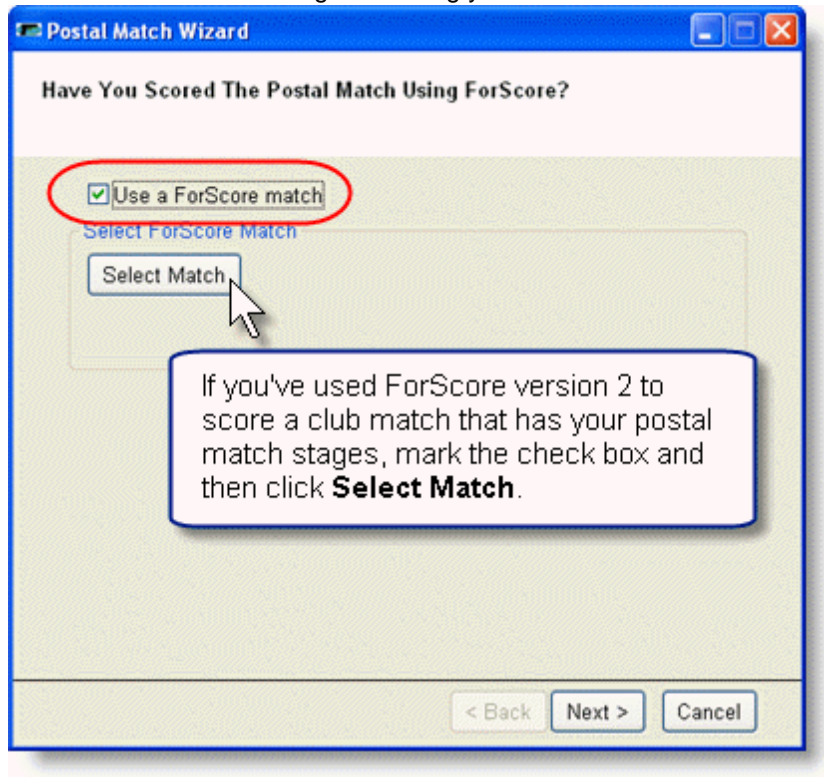 Postal Match Wizard
Have You Scored The Postal Match Using ForScore?
Use a ForScore match
Select ForScore Match
Select Match
If you've used ForScore version 2 to
score a club match that has your postal
match stages, mark the check box and
then click Select Match.
< Back Next > Cancel